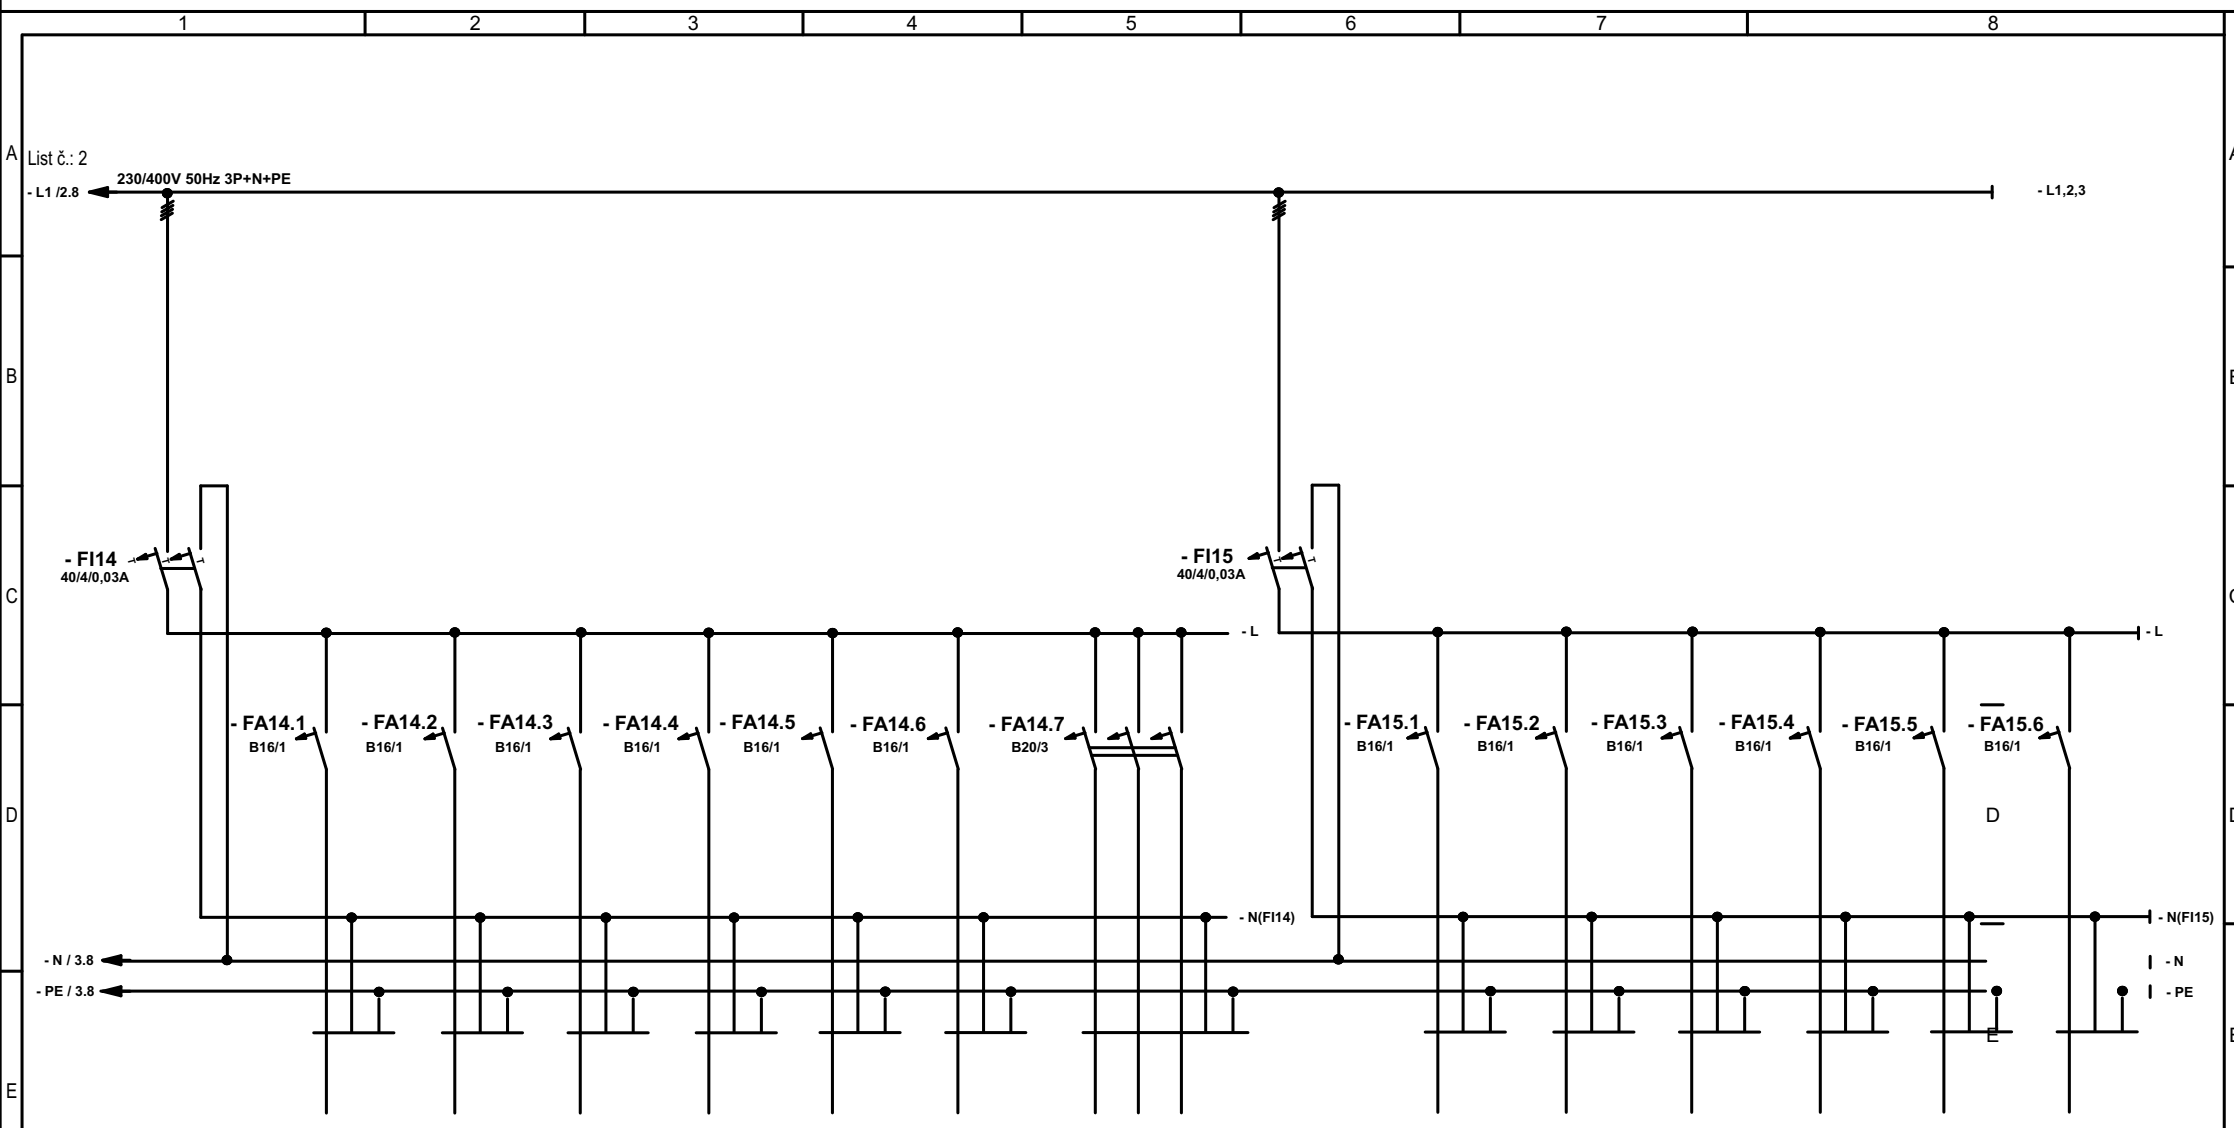 1 2 3 4 5 6 7 8
A
List č.: 2
230/400V 50Hz 3P+N+PE
- L1 /2.8
- L1,2,3
B
- FI14
40/4/0,03A
- FI15
40/4/0,03A
C
- L
- L
- FA14.1
B16/1
- FA14.2
B16/1
- FA14.3
B16/1
- FA14.4
B16/1
- FA14.5
B16/1
- FA14.6
B16/1
- FA14.7
B20/3
- FA15.1
B16/1
- FA15.2
B16/1
- FA15.3
B16/1
- FA15.4
B16/1
- FA15.5
B16/1
- FA15.6
B16/1
D
D
- N(FI14)
- N(FI15)
- N / 3.8
- N
- PE / 3.8
- PE
E
E